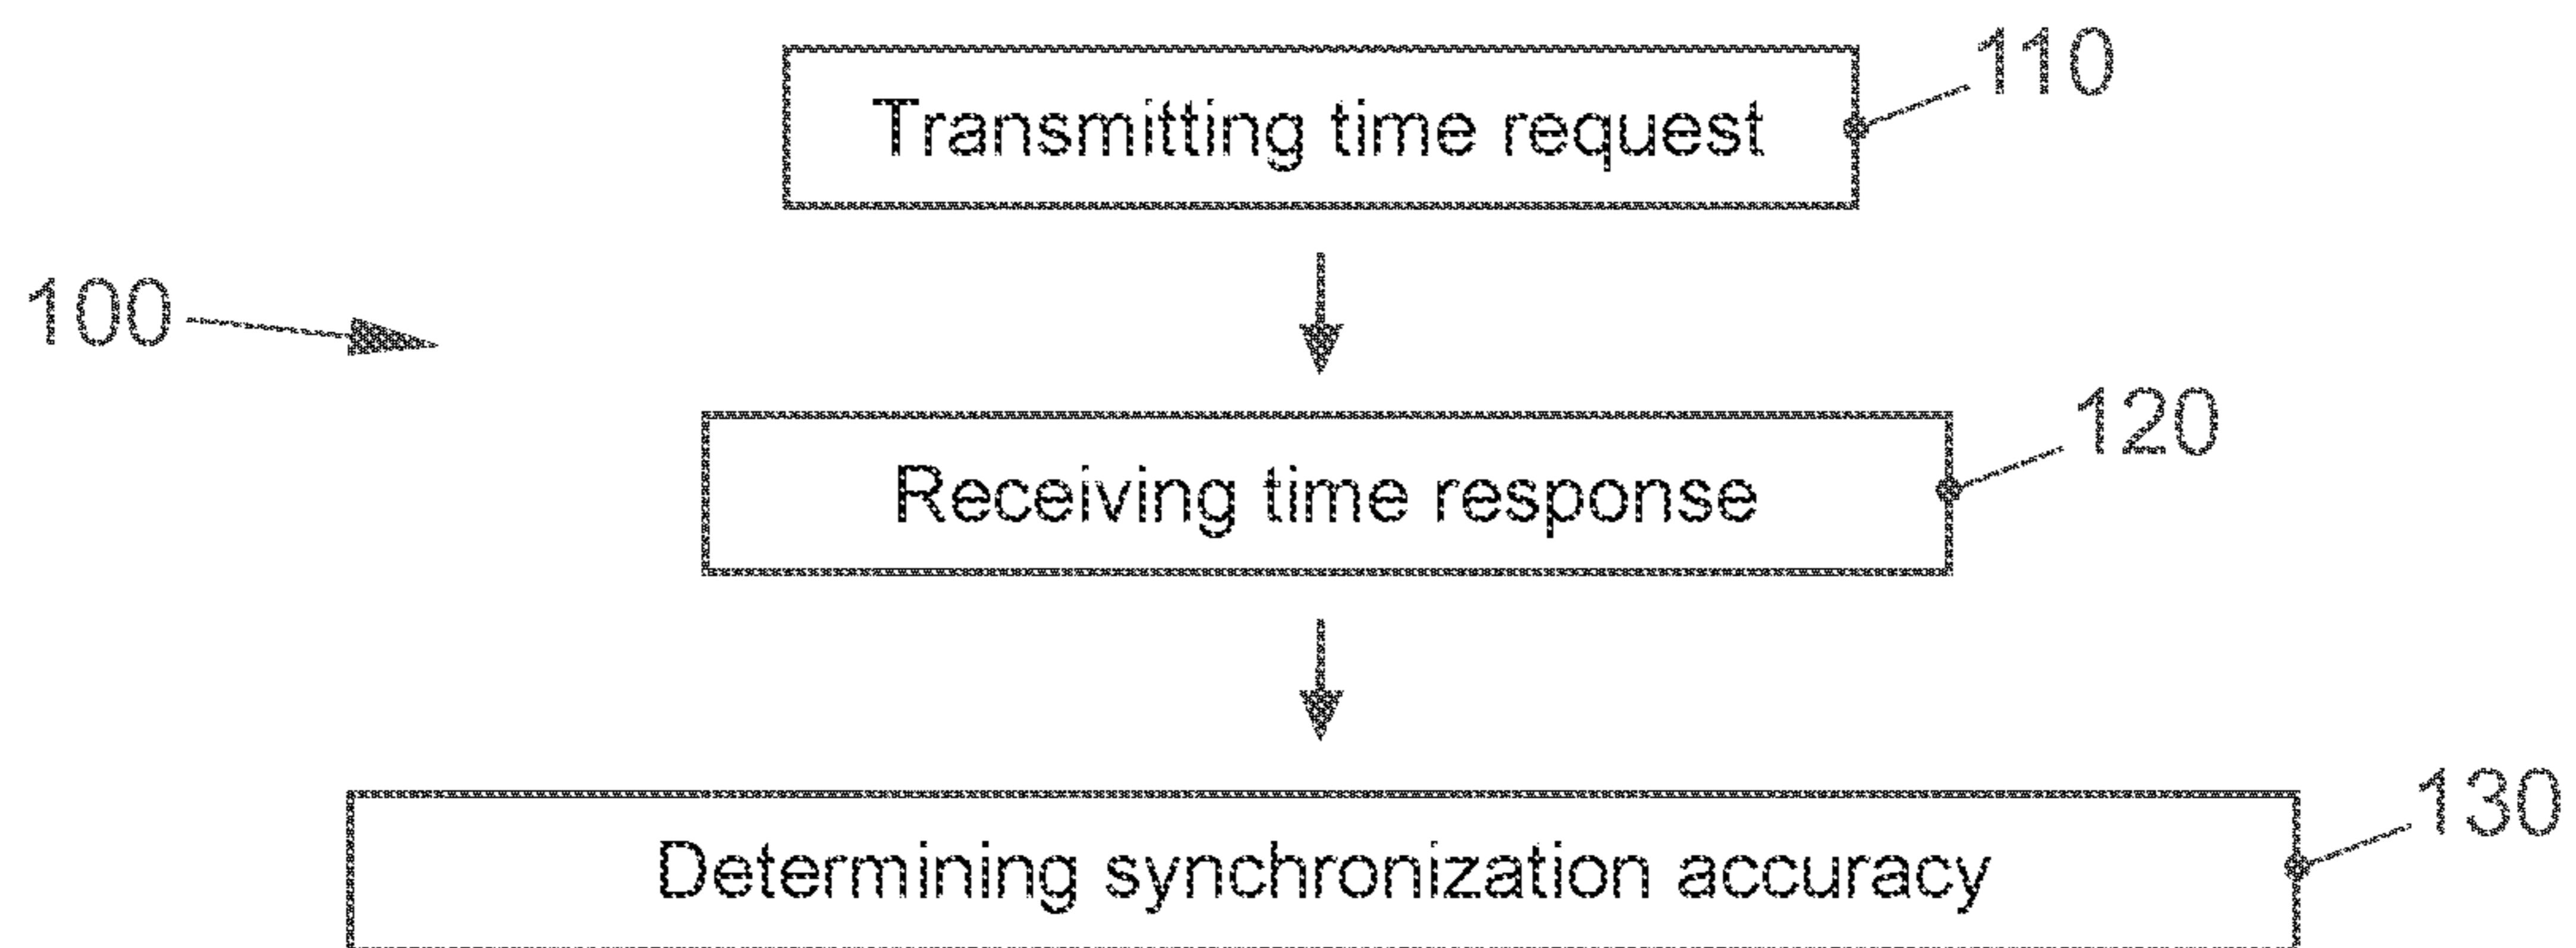 110
Transmitting time request
100
120
Receiving time response
130
Determining synchronization accuracy